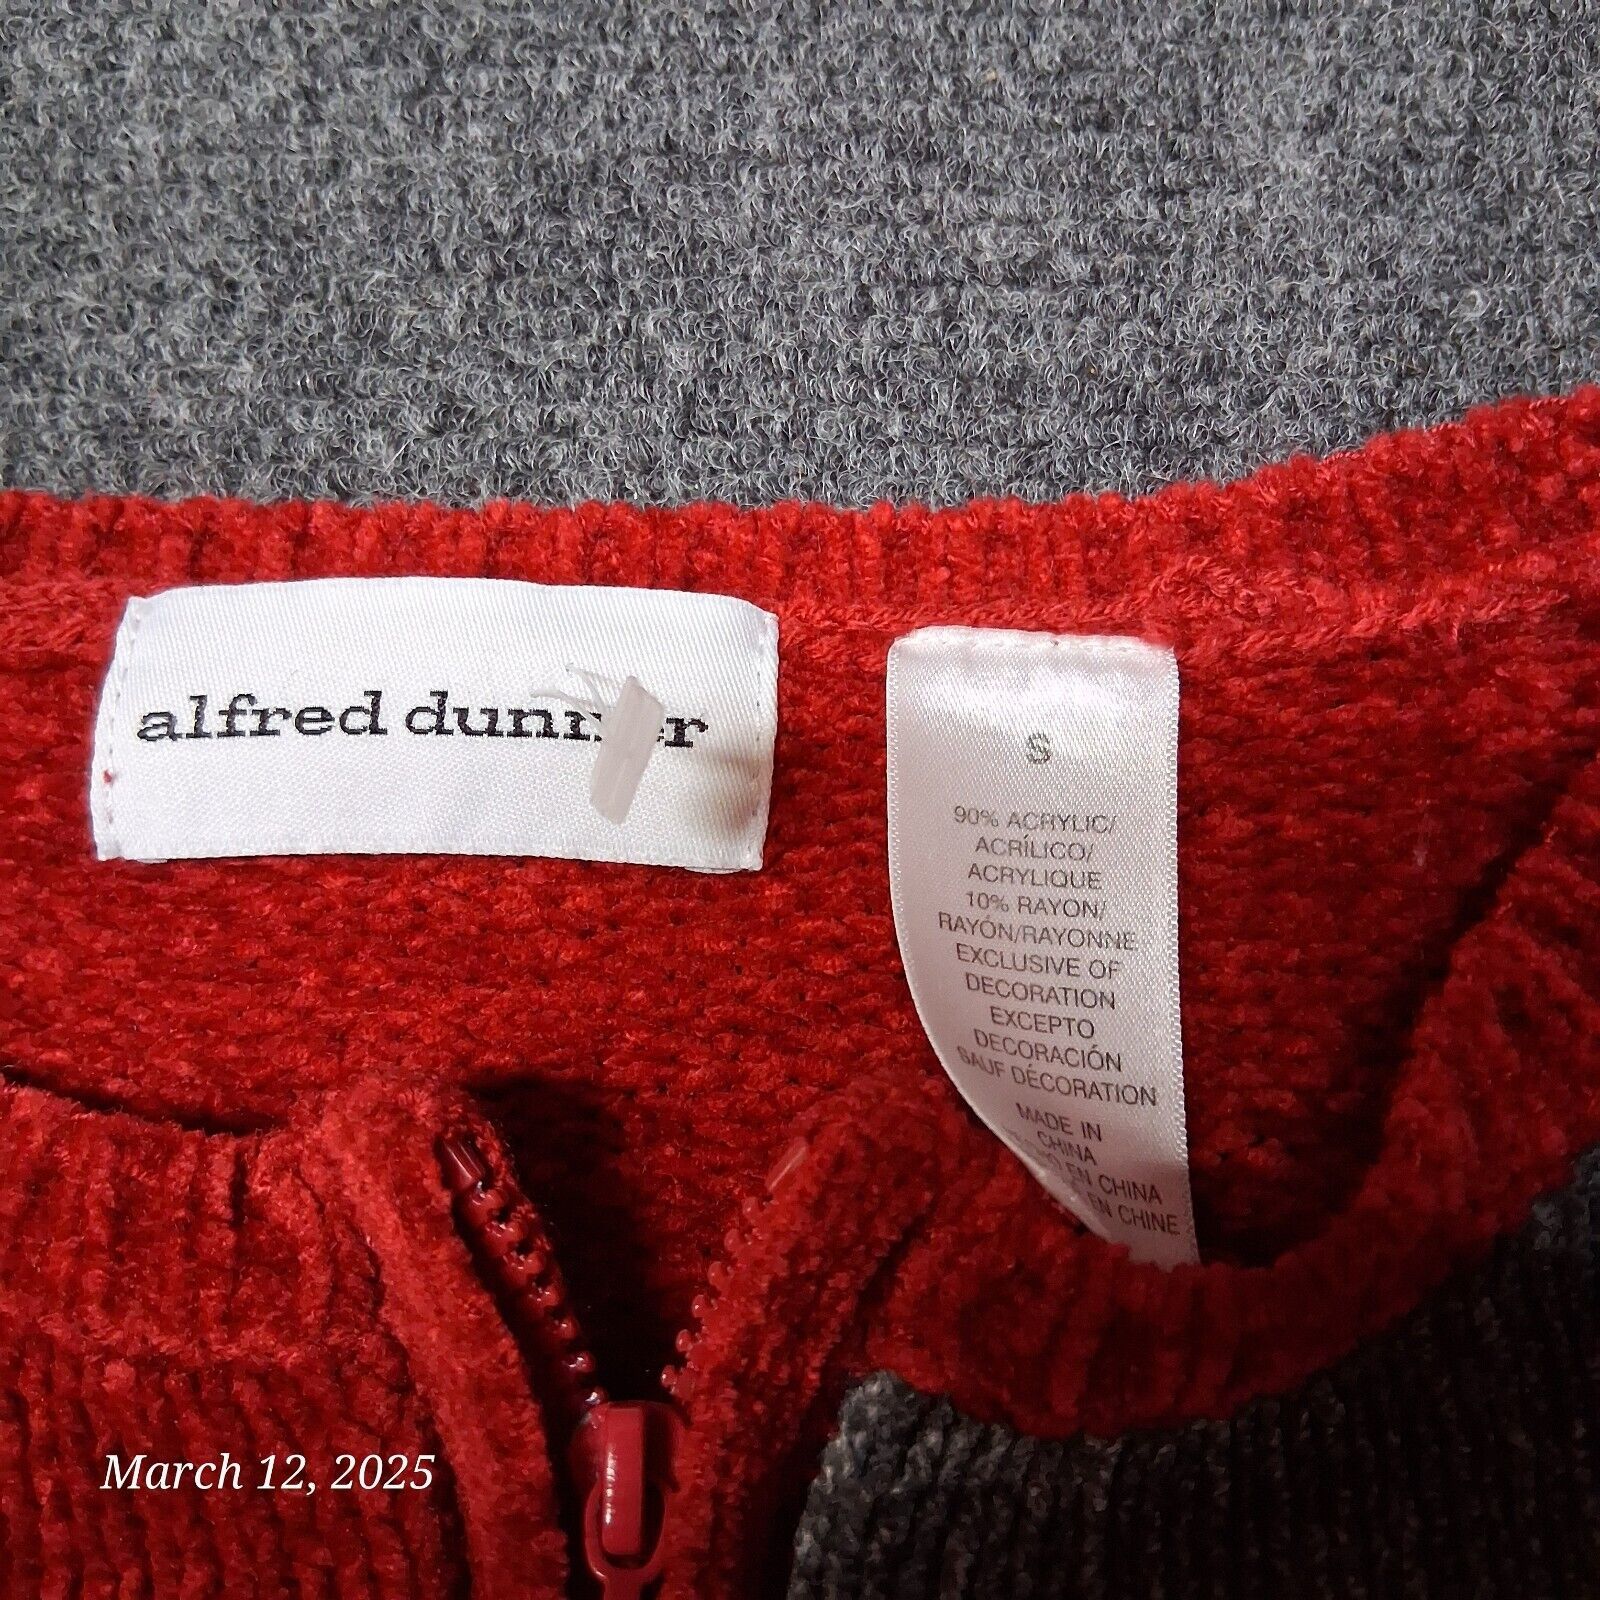 alfred dunner
S
90% ACRYLIC/
ACRÍLICO/
ACRYLIQUE
10% RAYON/
RAYÓN/RAYONNE
EXCLUSIVE OF
DECORATION
EXCEPTO
DECORACIÓN
SAUF DÉCORATION
MADE IN
CHINA
EN CHINA
EN CHINE
March 12, 2025